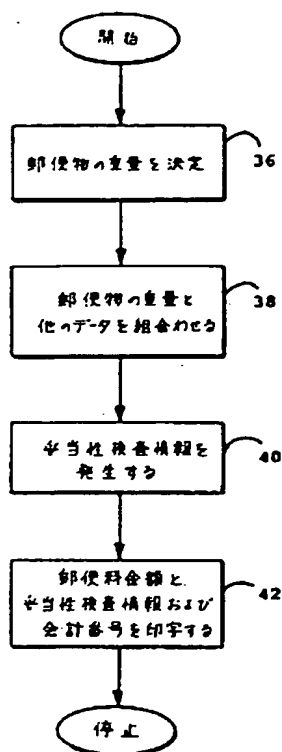 開始
郵便物の重量を決定
36
郵便物の重量と
他のデータを組合わせる
38
妥当性検査情報を
発生する
40
郵便料金額と、
妥当性検査情報および
会計番号を印字する
42
停止